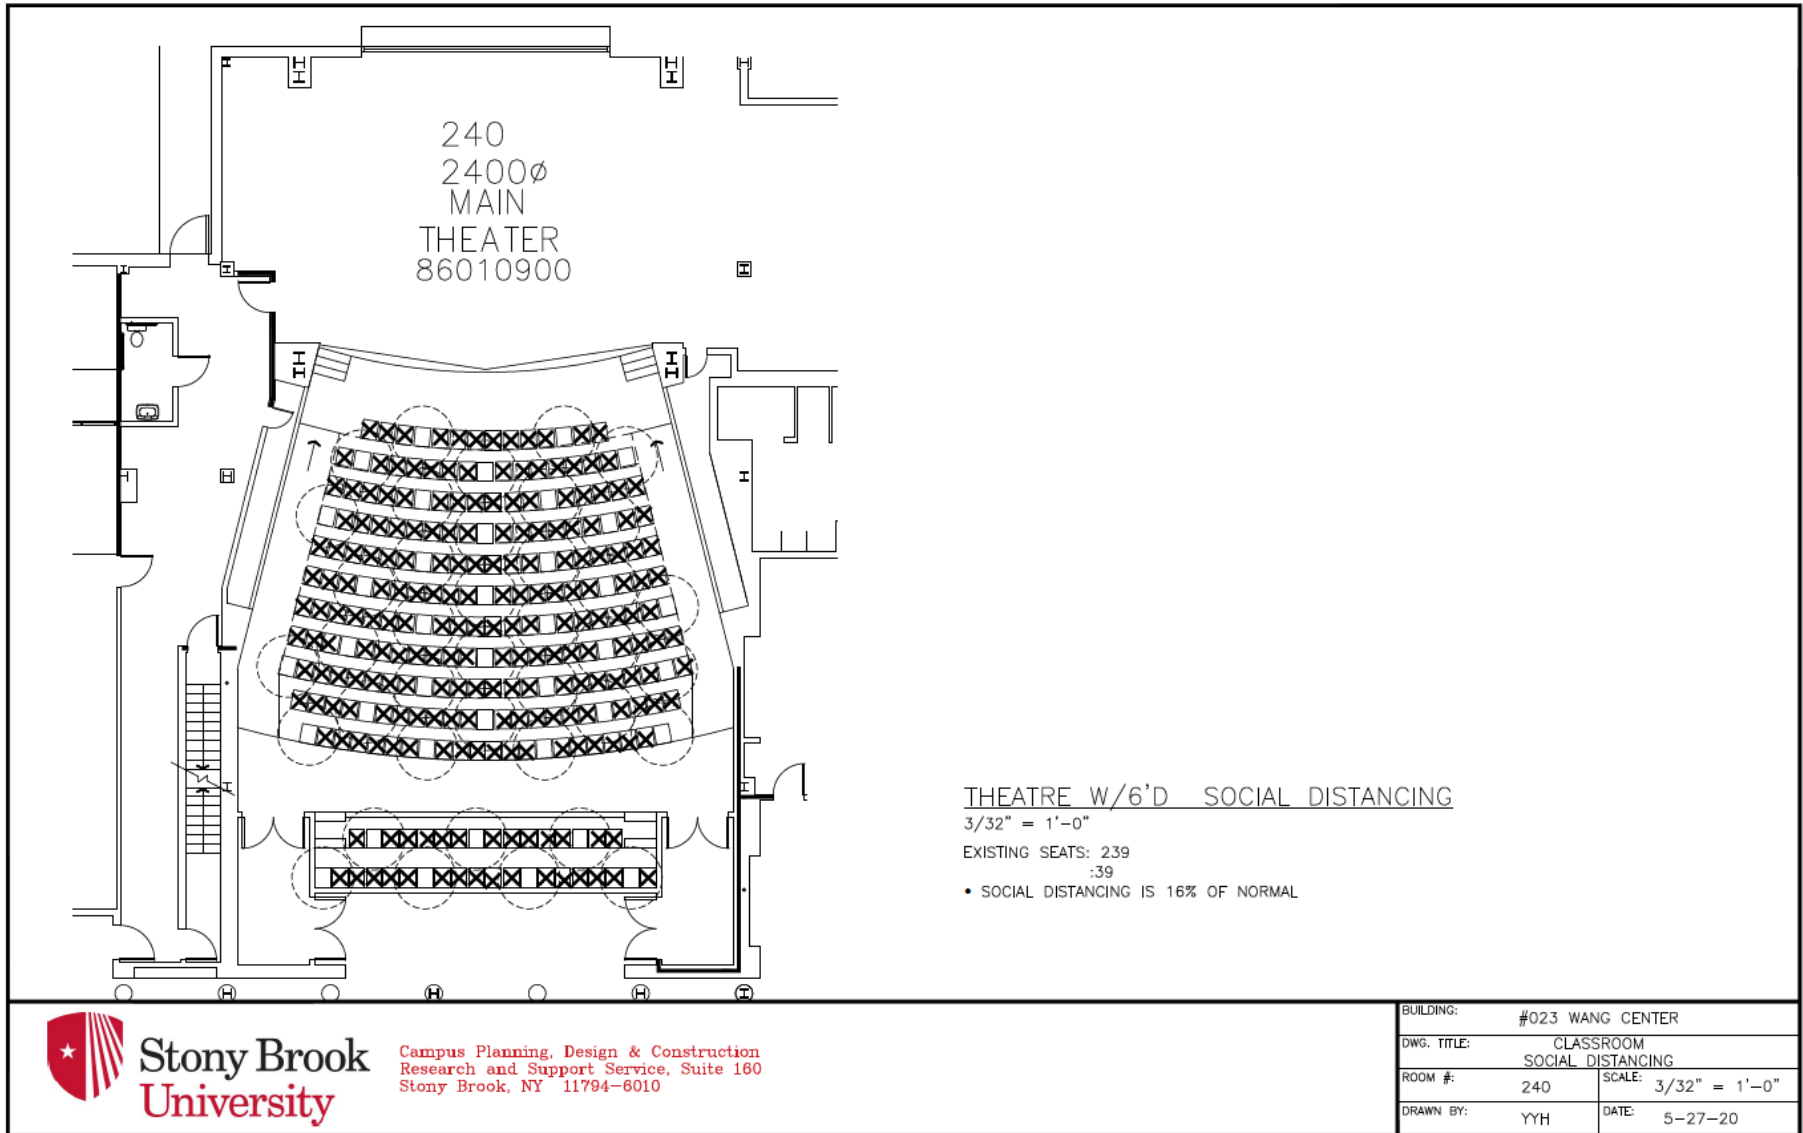 240
2400ø
MAIN
THEATER
86010900
THEATRE W/6'D SOCIAL DISTANCING
3/32" = 1'-0"
EXISTING SEATS: 239
:39
• SOCIAL DISTANCING IS 16% OF NORMAL
Stony Brook
University
Campus Planning, Design & Construction
Research and Support Service, Suite 160
Stony Brook, NY 11794-6010
BUILDING: #023 WANG CENTER
DWG. TITLE: CLASSROOM
SOCIAL DISTANCING
ROOM #: 240 SCALE: 3/32" = 1'-0"
DRAWN BY: YYH DATE: 5-27-20